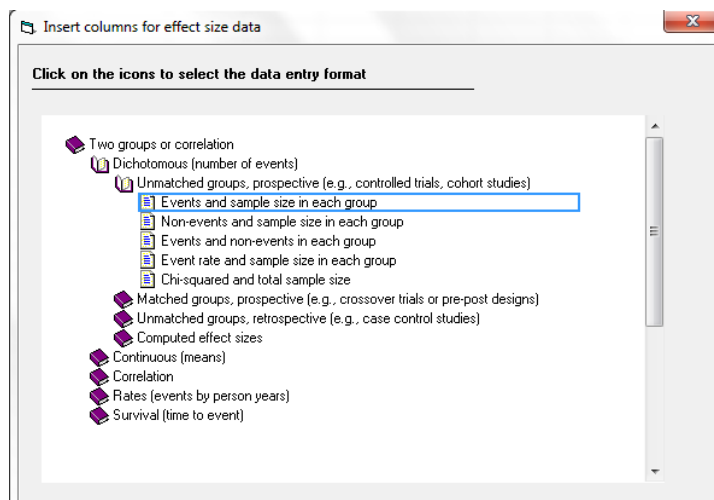 Insert columns for effect size data
Click on the icons to select the data entry format
Two groups or correlation
Dichotomous (number of events)
Unmatched groups, prospective (e.g., controlled trials, cohort studies)
Events and sample size in each group
Non-events and sample size in each group
Events and non-events in each group
Event rate and sample size in each group
Chi-squared and total sample size
Matched groups, prospective (e.g., crossover trials or pre-post designs)
Unmatched groups, retrospective (e.g., case control studies)
Computed effect sizes
Continuous (means)
Correlation
Rates (events by person years)
Survival (time to event)